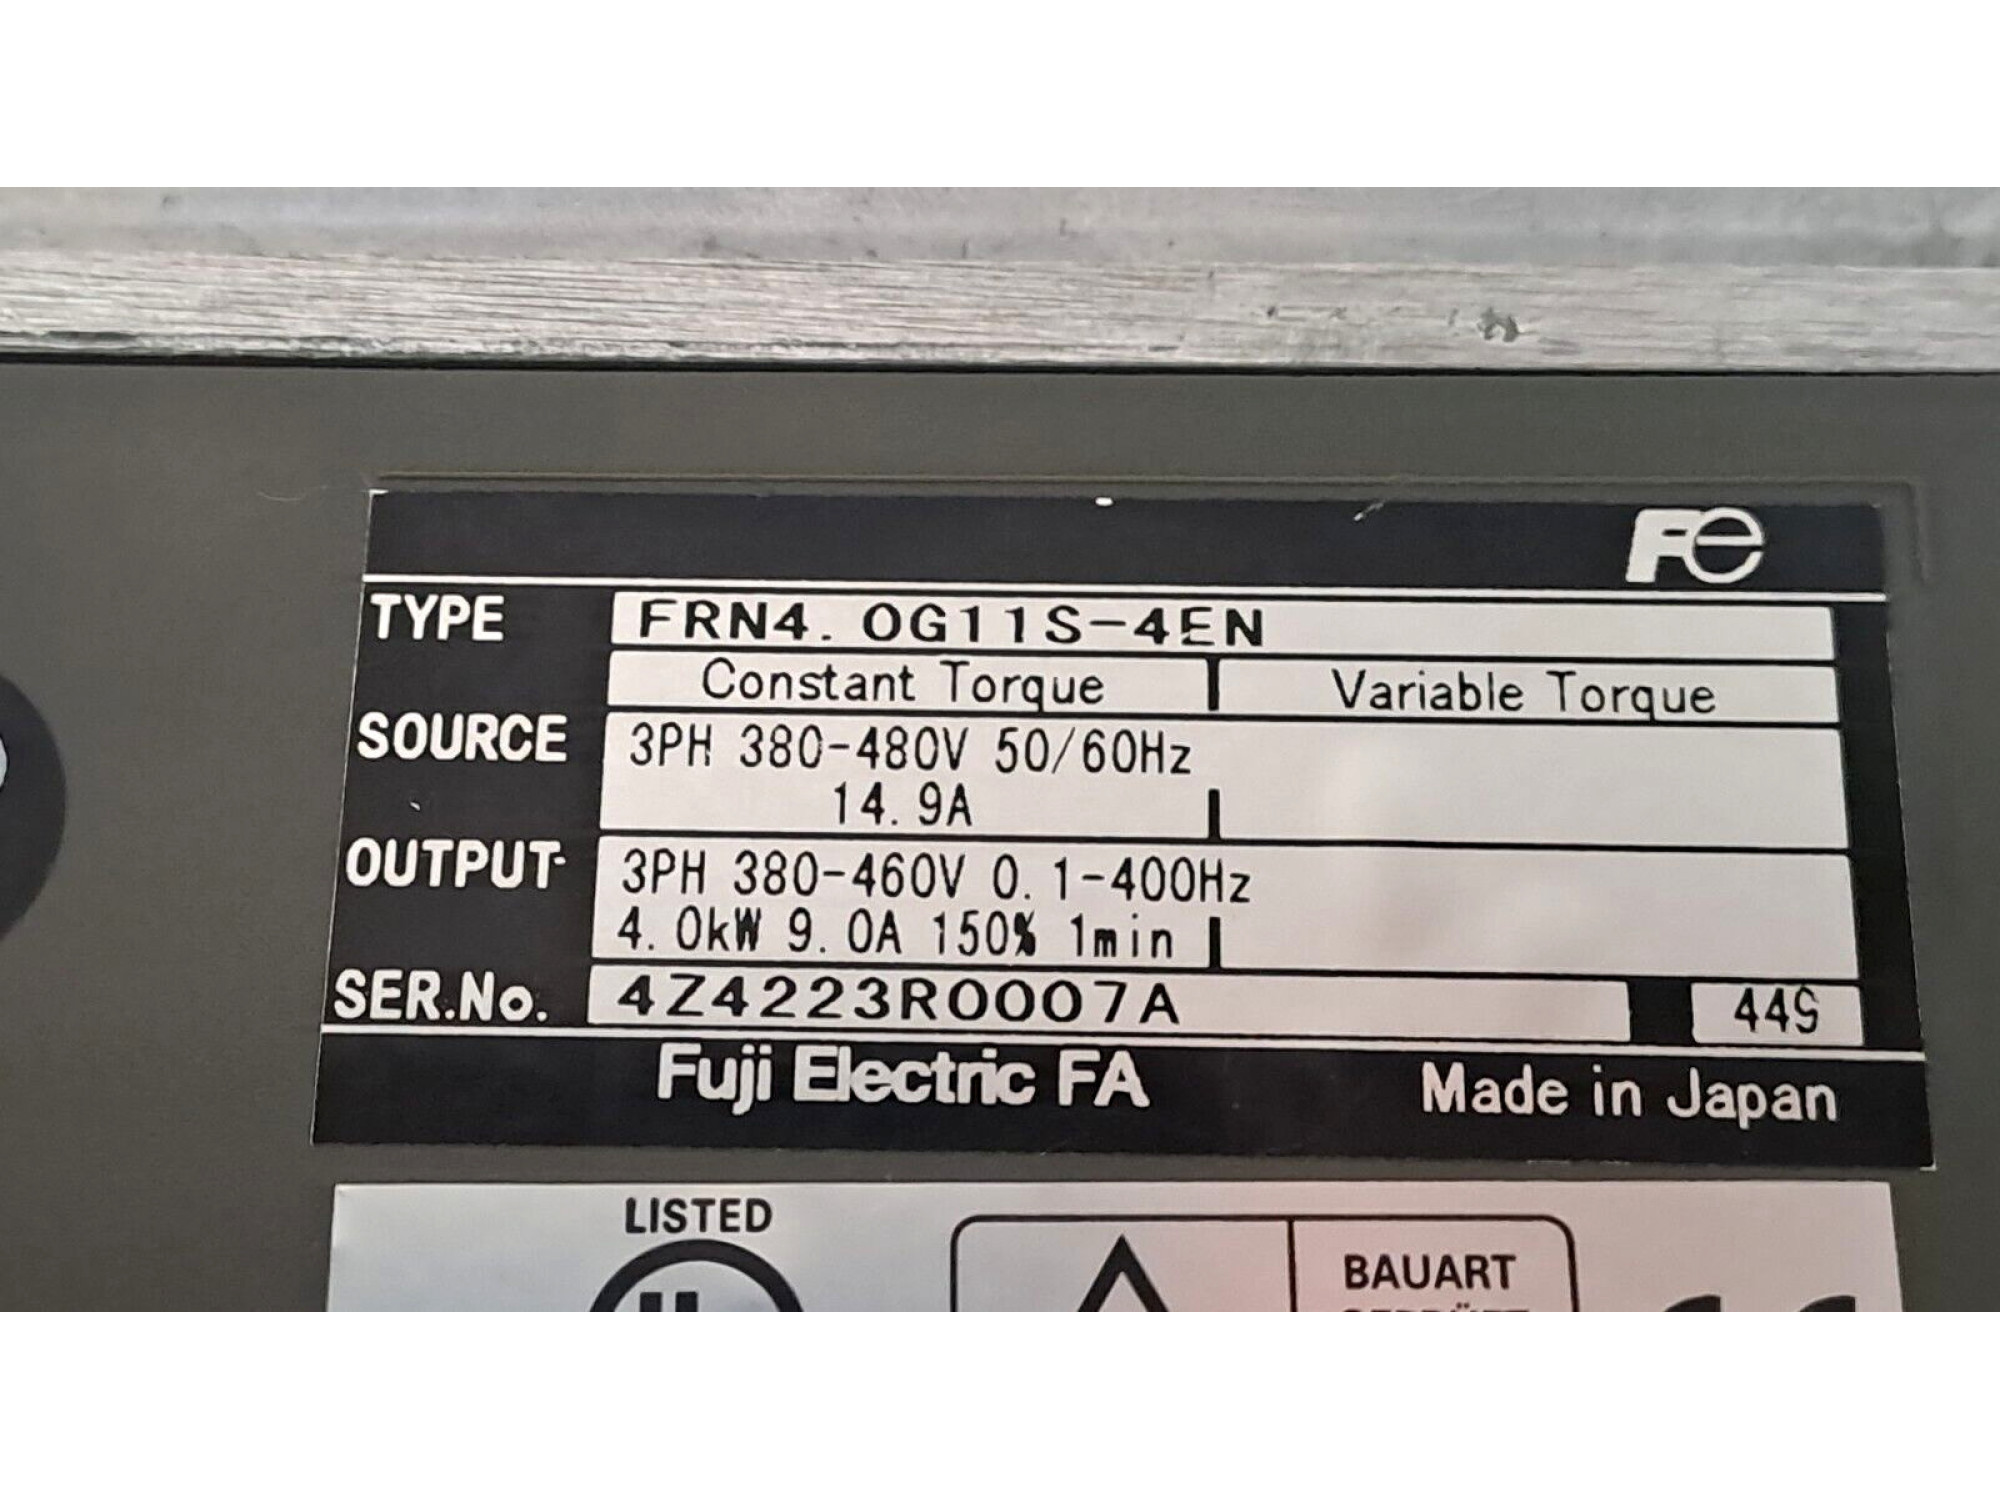 Fe
TYPE FRN4.0G11S-4EN
Constant Torque Variable Torque
SOURCE 3PH 380-480V 50/60Hz
14.9A
OUTPUT 3PH 380-460V 0.1-400Hz
4.0kW 9.0A 150% 1min
SER.No. 4Z4223R0007A 44S
Fuji Electric FA Made in Japan
LISTED
BAUART